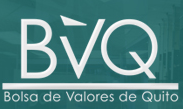 BVQ
Bolsa de Valores de Quito